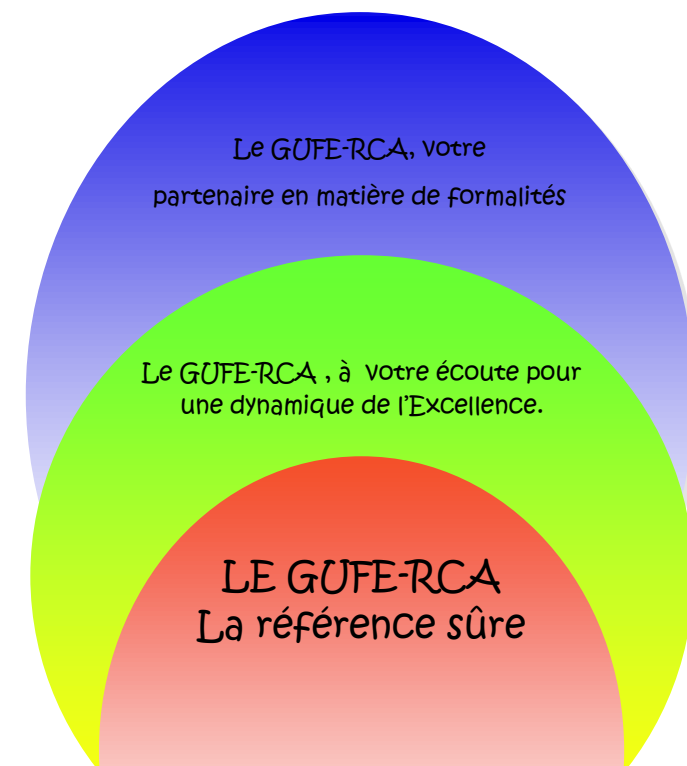 Le GUFE-RCA, votre
partenaire en matière de formalités
Le GUFE-RCA , à votre écoute pour
une dynamique de l'Excellence.
LE GUFE-RCA
La référence sûre